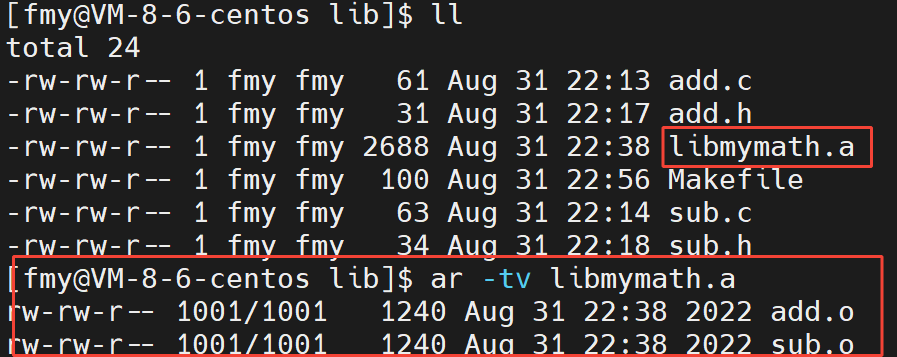 [fmy@VM-8-6-centos lib]$ ll
total 24
-rw-rw-r-- 1 fmy fmy   61 Aug 31 22:13 add.c
-rw-rw-r-- 1 fmy fmy   31 Aug 31 22:17 add.h
-rw-rw-r-- 1 fmy fmy 2688 Aug 31 22:38 libmymath.a
-rw-rw-r-- 1 fmy fmy  100 Aug 31 22:56 Makefile
-rw-rw-r-- 1 fmy fmy   63 Aug 31 22:14 sub.c
-rw-rw-r-- 1 fmy fmy   34 Aug 31 22:18 sub.h
[fmy@VM-8-6-centos lib]$ ar -tv libmymath.a
rw-rw-r-- 1001/1001   1240 Aug 31 22:38 2022 add.o
rw-rw-r-- 1001/1001   1240 Aug 31 22:38 2022 sub.o